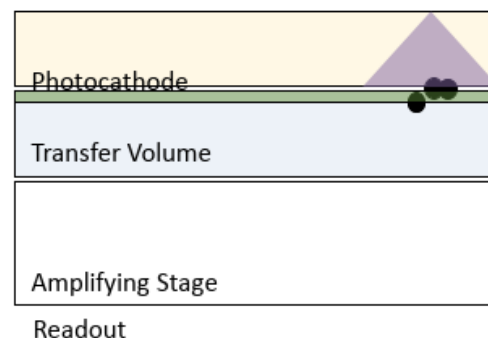 Photocathode
Transfer Volume
Amplifying Stage
Readout